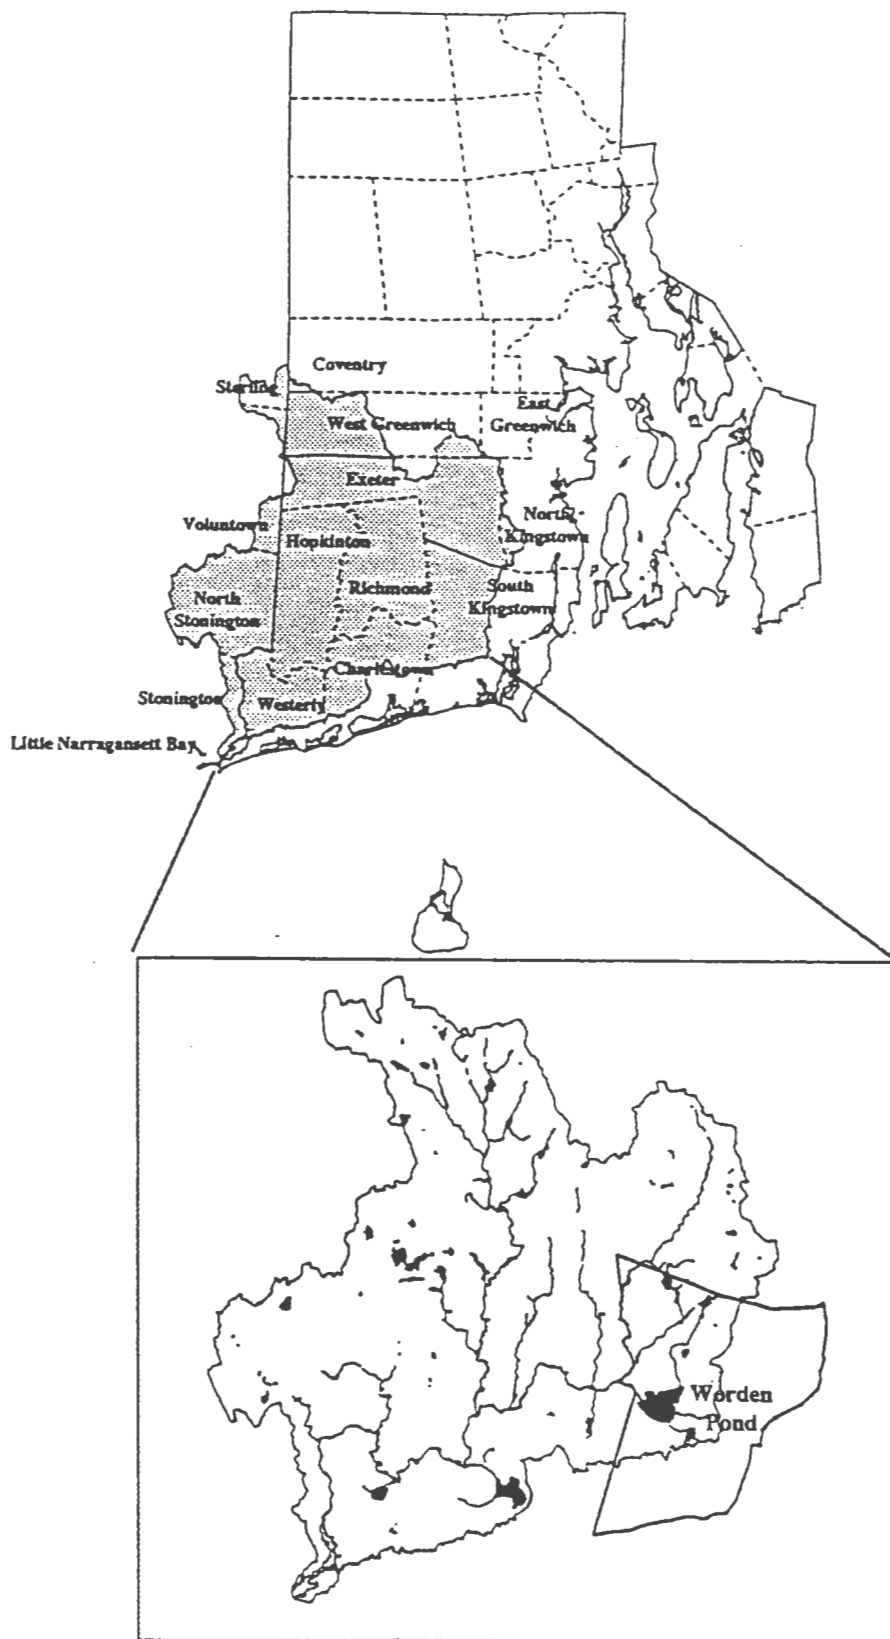 Coventry
Sterling
East
West Greenwich
Greenwich
Exeter
North
Voluntown
Kingstown
Hopkinton
South
Richmond
Kingstown
North
Stonington
Charlestown
Stonington
Westerly
Little Narragansett Bay
Worden
Pond